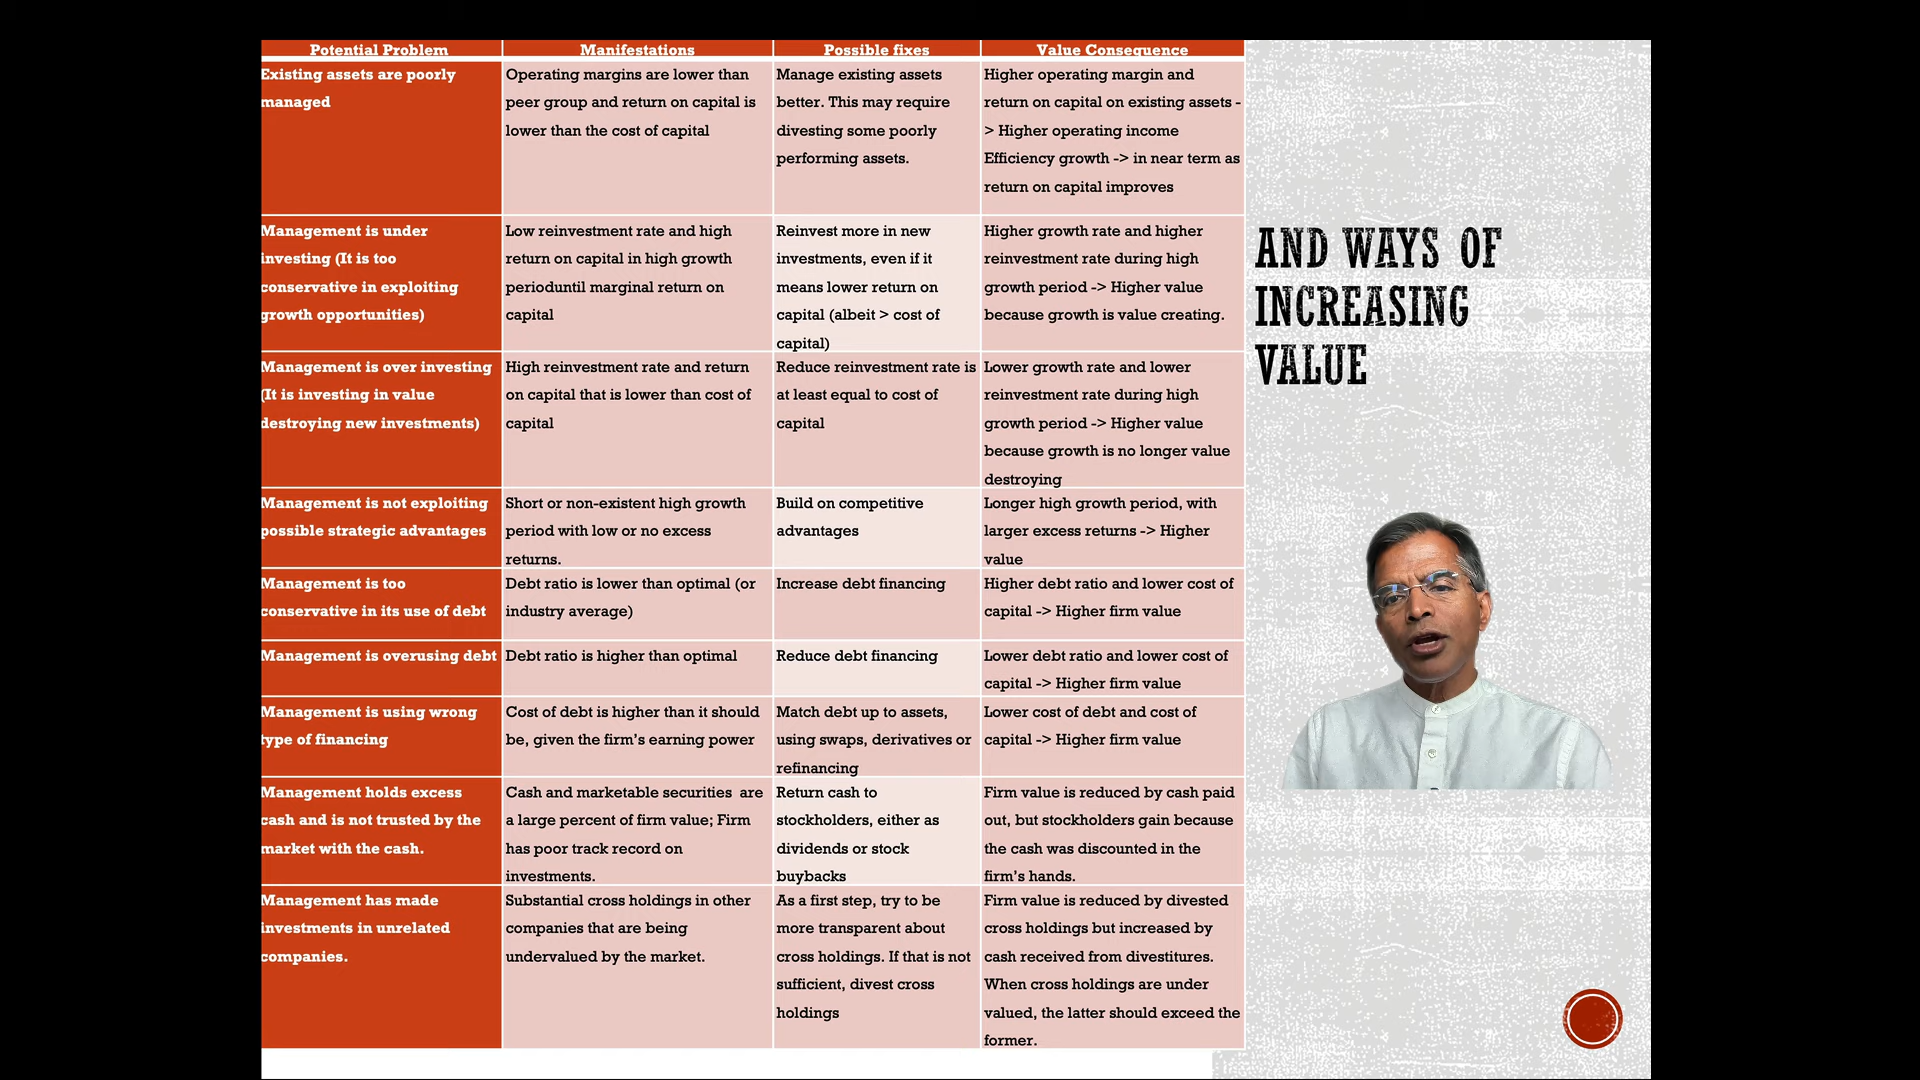 Potential Problem
Manifestations
Possible fixes
Value Consequence
Existing assets are poorly
managed
Operating margins are lower than
peer group and return on capital is
lower than the cost of capital
Manage existing assets
better. This may require
divesting some poorly
performing assets.
Higher operating margin and
return on capital on existing assets -
> Higher operating income
Efficiency growth -> in near term as
return on capital improves
Management is under
investing (It is too
conservative in exploiting
growth opportunities)
Low reinvestment rate and high
return on capital in high growth
perioduntil marginal return on
capital
Reinvest more in new
investments, even if it
means lower return on
capital (albeit > cost of
capital)
Higher growth rate and higher
reinvestment rate during high
growth period -> Higher value
because growth is value creating.
Management is over investing
(It is investing in value
destroying new investments)
High reinvestment rate and return
on capital that is lower than cost of
capital
Reduce reinvestment rate is
at least equal to cost of
capital
Lower growth rate and lower
reinvestment rate during high
growth period -> Higher value
because growth is no longer value
destroying
Management is not exploiting
possible strategic advantages
Short or non-existent high growth
period with low or no excess
returns.
Build on competitive
advantages
Longer high growth period, with
larger excess returns -> Higher
value
Management is too
conservative in its use of debt
Debt ratio is lower than optimal (or
industry average)
Increase debt financing
Higher debt ratio and lower cost of
capital -> Higher firm value
Management is overusing debt
Debt ratio is higher than optimal
Reduce debt financing
Lower debt ratio and lower cost of
capital -> Higher firm value
Management is using wrong
type of financing
Cost of debt is higher than it should
be, given the firm's earning power
Match debt up to assets,
using swaps, derivatives or
refinancing
Lower cost of debt and cost of
capital -> Higher firm value
Management holds excess
cash and is not trusted by the
market with the cash.
Cash and marketable securities are
a large percent of firm value; Firm
has poor track record on
investments.
Return cash to
stockholders, either as
dividends or stock
buybacks
Firm value is reduced by cash paid
out, but stockholders gain because
the cash was discounted in the
firm's hands.
Management has made
investments in unrelated
companies.
Substantial cross holdings in other
companies that are being
undervalued by the market.
As a first step, try to be
more transparent about
cross holdings. If that is not
sufficient, divest cross
holdings
Firm value is reduced by divested
cross holdings but increased by
cash received from divestitures.
When cross holdings are under
valued, the latter should exceed the
former.
AND WAYS OF
INCREASING
VALUE